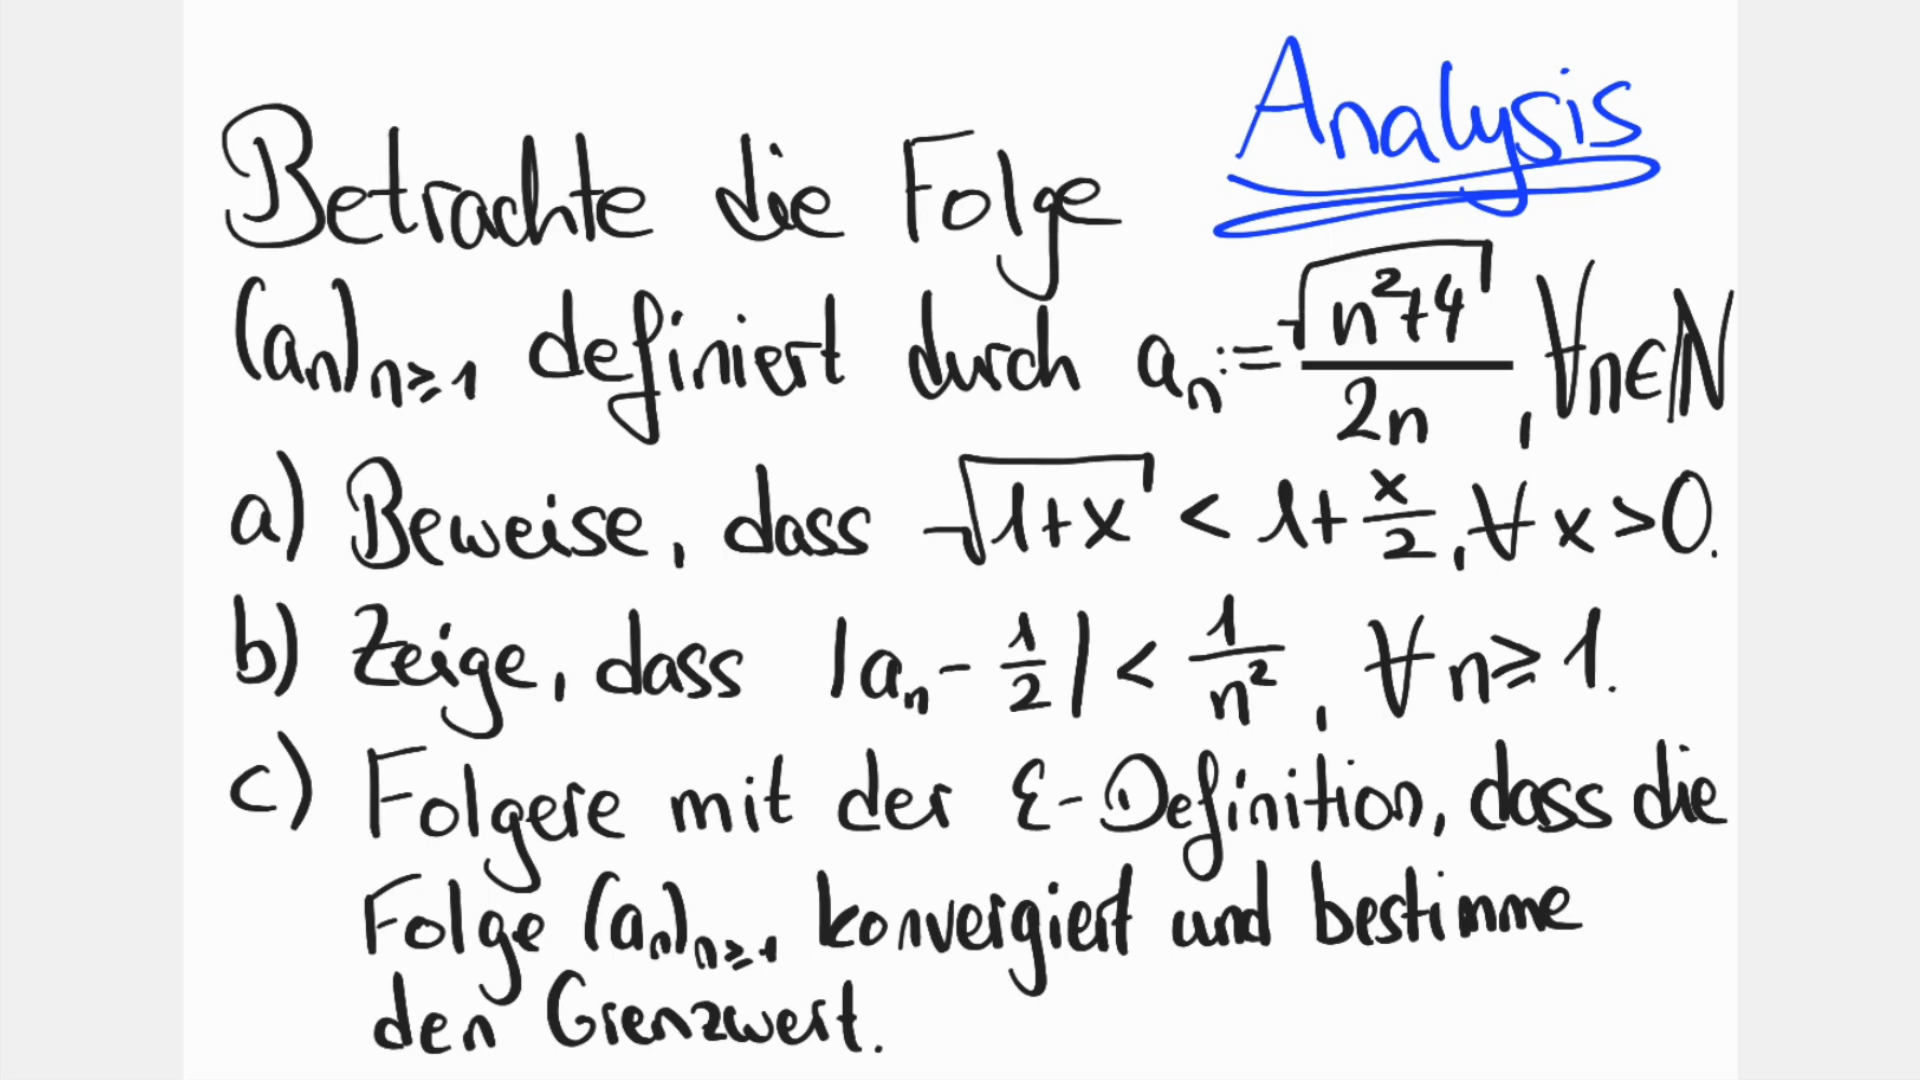 Analysis
Betrachte die Folge
(aₙ)ₙ≥₁ definiert durch aₙ := √(n²+4) / 2n, ∀n∈ℕ
a) Beweise, dass √(1+x) < 1 + x/2, ∀ x > 0.
b) Zeige, dass |aₙ - 1/2| < 1/n², ∀ n ≥ 1.
c) Folgere mit der ε-Definition, dass die
Folge (aₙ)ₙ≥₁ konvergiert und bestimme
den Grenzwert.